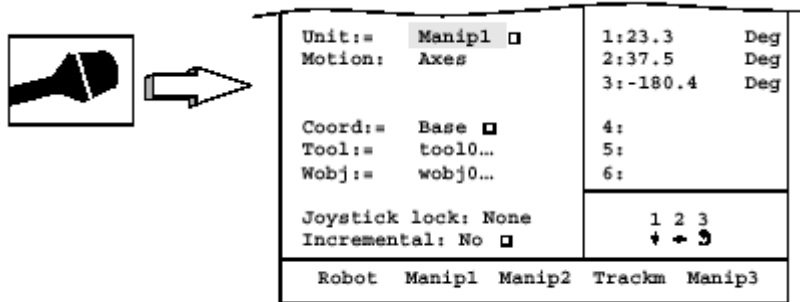 Unit:= Manip1
Motion: Axes
Coord:= Base
Tool:= tool0...
Wobj:= wobj0...
Joystick lock: None
Incremental: No
1:23.3 Deg
2:37.5 Deg
3:-180.4 Deg
4:
5:
6:
1 2 3
Robot Manip1 Manip2 Trackm Manip3